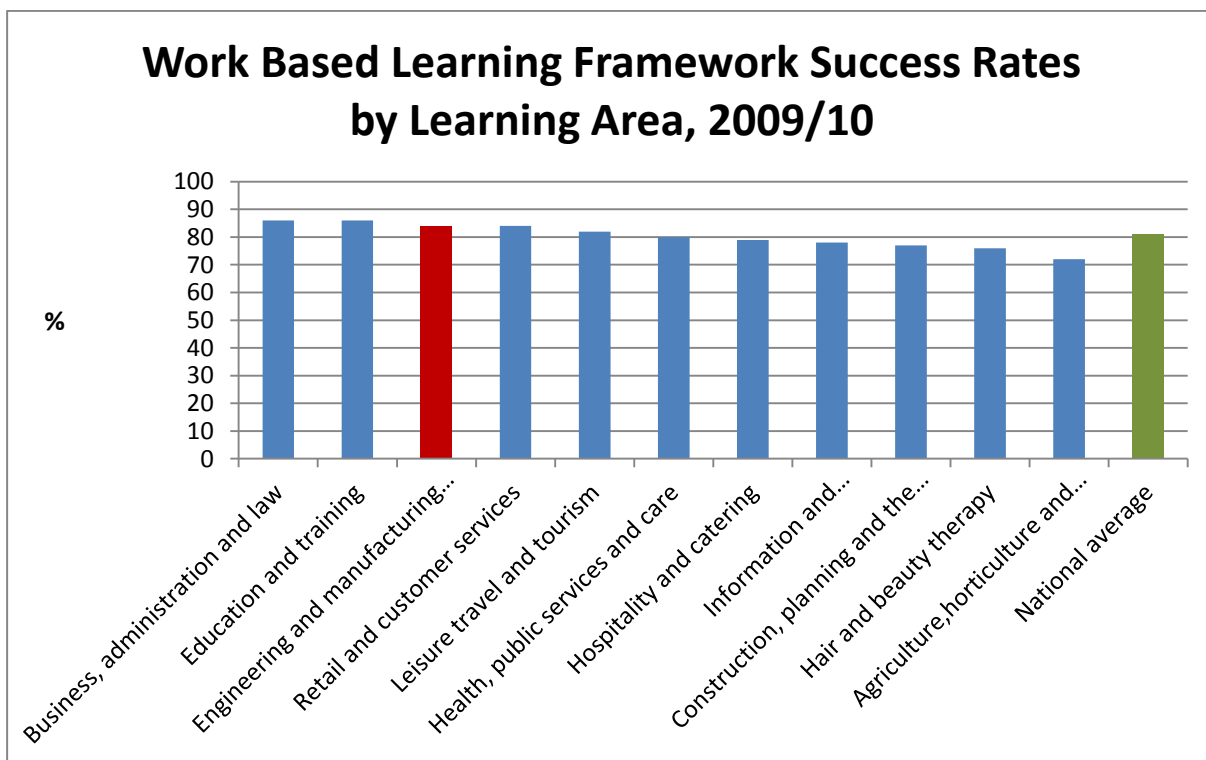 Work Based Learning Framework Success Rates
by Learning Area, 2009/10
%
100
90
80
70
60
50
40
30
20
10
0
Business, administration and law
Education and training
Engineering and manufacturing...
Retail and customer services
Leisure travel and tourism
Health, public services and care
Hospitality and catering
Information and...
Construction, planning and the...
Hair and beauty therapy
Agriculture,horticulture and...
National average